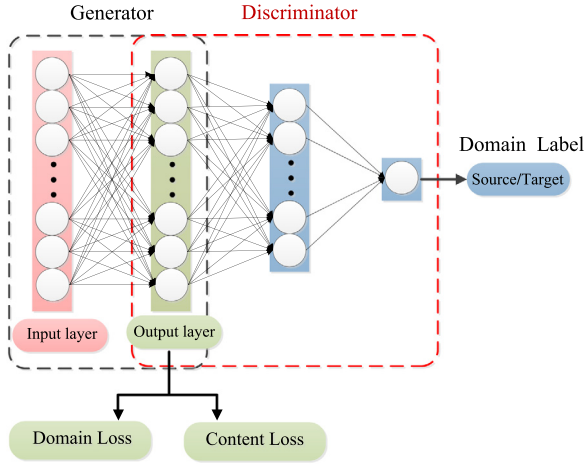 Generator
Discriminator
Domain Label
Source/Target
Input layer
Output layer
Domain Loss
Content Loss